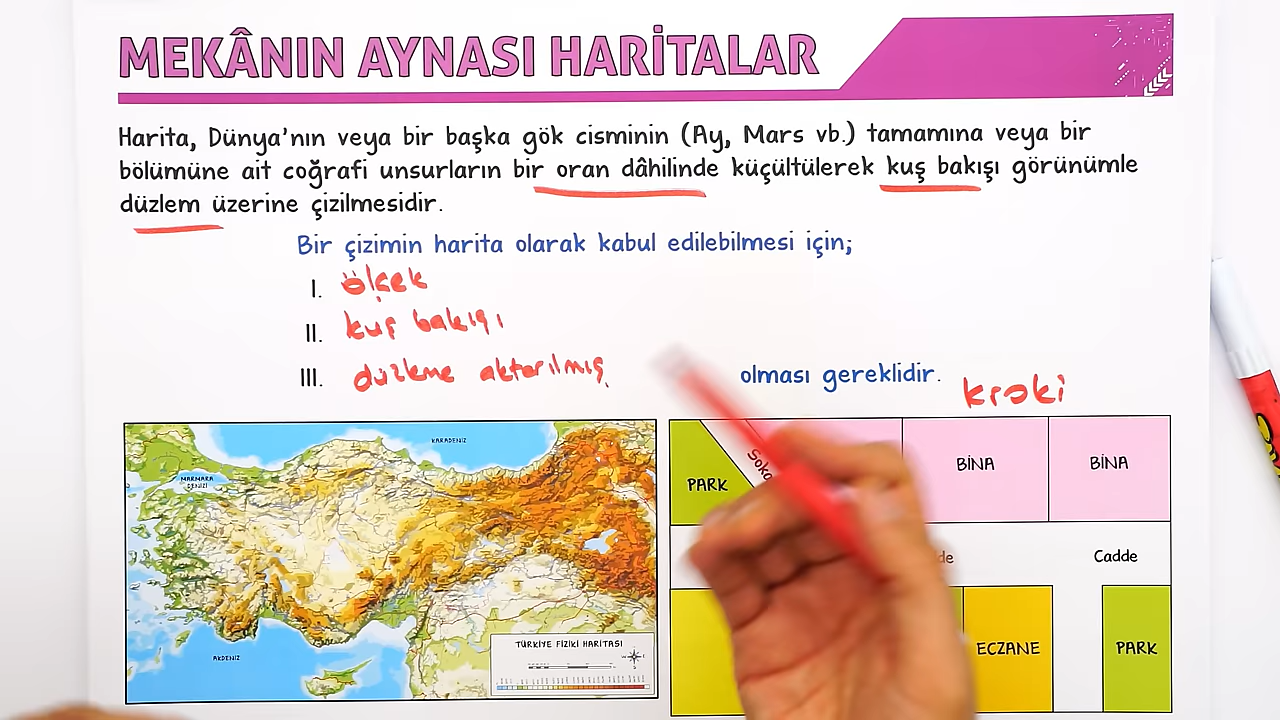 MEKÂNIN AYNASI HARİTALAR
Harita, Dünya'nın veya bir başka gök cisminin (Ay, Mars vb.) tamamına veya bir
bölümüne ait coğrafi unsurların bir oran dâhilinde küçültülerek kuş bakışı görünümle
düzlem üzerine çizilmesidir.
Bir çizimin harita olarak kabul edilebilmesi için;
I. ölçek
II. kuş bakışı
III. düzleme aktarılmış
olması gereklidir.
kroki
KARADENİZ
MARMARA
DENİZİ
AKDENİZ
TÜRKİYE FİZİKİ HARİTASI
PARK
BİNA
BİNA
Cadde
ECZANE
PARK